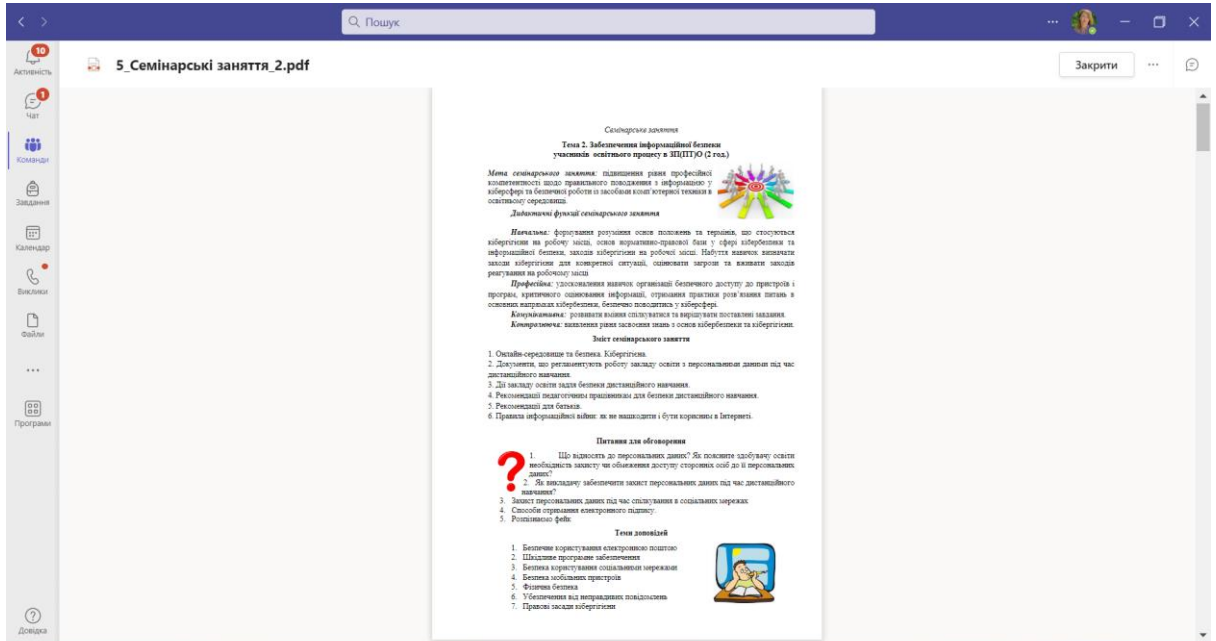 Пошук
10
Активність
1
Чат
Команди
Завдання
Календар
Виклики
Файли
Програми
Довідка
5_Семінарські заняття_2.pdf
Закрити
Семінарське заняття
Тема 2. Забезпечення інформаційної безпеки
учасників освітнього процесу в ЗП(ПТ)О (2 год.)
Мета семінарського заняття: підвищення рівня професійної
компетентності щодо правильного поводження з інформацією у
кіберсфері та безпечної роботи із засобами комп'ютерної техніки в
освітньому середовищі.
Дидактичні функції семінарського заняття
Навчальна: формування розуміння основ положень та термінів, що стосуються
кібергігієни на робочу місці, основ нормативно-правової бази у сфері кібербезпеки та
інформаційної безпеки, заходів кібергігієни на робочої місці. Набуття навичок визначати
заходи кібергігієни для конкретної ситуації, оцінювати загрози та вживати заходів
реагування на робочому місці
Професійна: удосконалення навичок організації безпечного доступу до пристроїв і
програм, критичного оцінювання інформації, отримання практики розв'язання питань в
основних напрямках кібербезпеки, безпечно поводитись у кіберсфері.
Комунікативна: розвивати вміння спілкуватися та вирішувати поставлені завдання.
Контролююча: виявлення рівня засвоєння знань з основ кібербезпеки та кібергігієни.
Зміст семінарського заняття
1. Онлайн-середовище та безпека. Кібергігієна.
2. Документи, що регламентують роботу закладу освіти з персональними даними під час
дистанційного навчання.
3. Дії закладу освіти задля безпеки дистанційного навчання.
4. Рекомендації педагогічним працівникам для безпеки дистанційного навчання.
5. Рекомендації для батьків.
6. Правила інформаційної війни: як не нашкодити і бути корисним в Інтернеті.
Питання для обговорення
1. Що відносять до персональних даних? Як поясните здобувачу освіти
необхідність захисту чи обмеження доступу сторонніх осіб до її персональних
даних?
2. Як викладачу забезпечити захист персональних даних під час дистанційного
навчання?
3. Захист персональних даних під час спілкування в соціальних мережах
4. Способи отримання електронного підпису.
5. Розпізнаємо фейк
Теми доповідей
1. Безпечне користування електронною поштою
2. Шкідливе програмне забезпечення
3. Безпека користування соціальними мережами
4. Безпека мобільних пристроїв
5. Фізична безпека
6. Убезпечення від неправдивих повідомлень
7. Правові засади кібергігієни